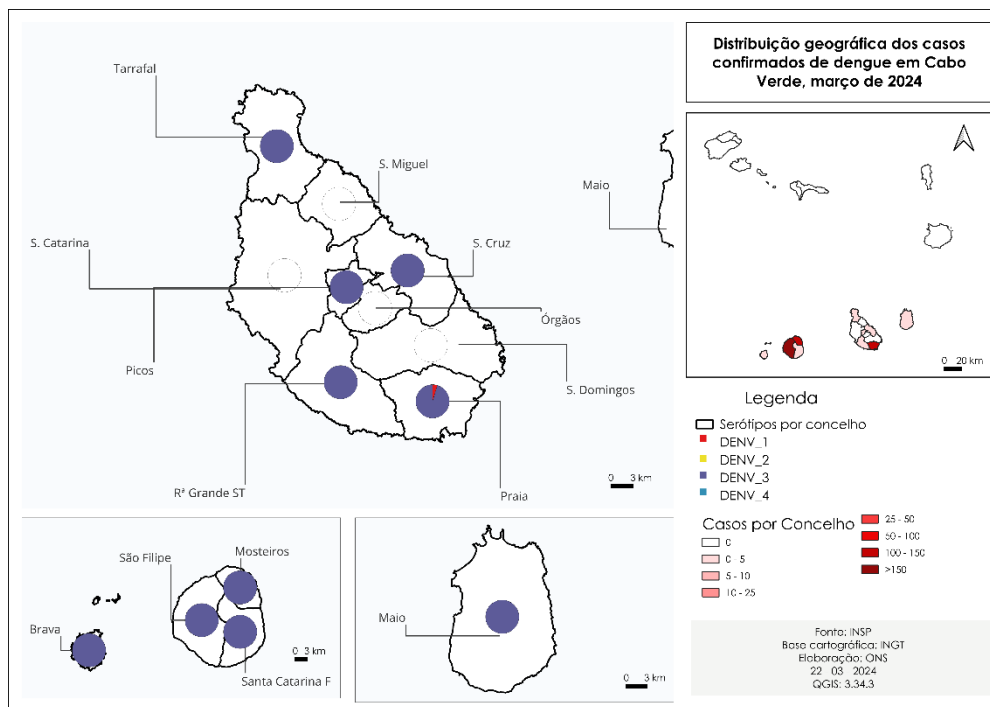 Distribuição geográfica dos casos
confirmados de dengue em Cabo
Verde, março de 2024
Tarrafal
S. Miguel
Maio
S. Catarina
S. Cruz
Órgãos
Picos
S. Domingos
Rª Grande ST
Praia
0 3 km
0 20 km
Legenda
Serótipos por concelho
DENV_1
DENV_2
DENV_3
DENV_4
Casos por Concelho
0
0 - 5
5 - 10
10 - 25
25 - 50
50 - 100
100 - 150
>150
São Filipe
Mosteiros
Brava
Santa Catarina F
0 3 km
Maio
0 3 km
Fonte: INSP
Base cartográfica: INGT
Elaboração: ONS
22 03 2024
QGIS: 3.34.3